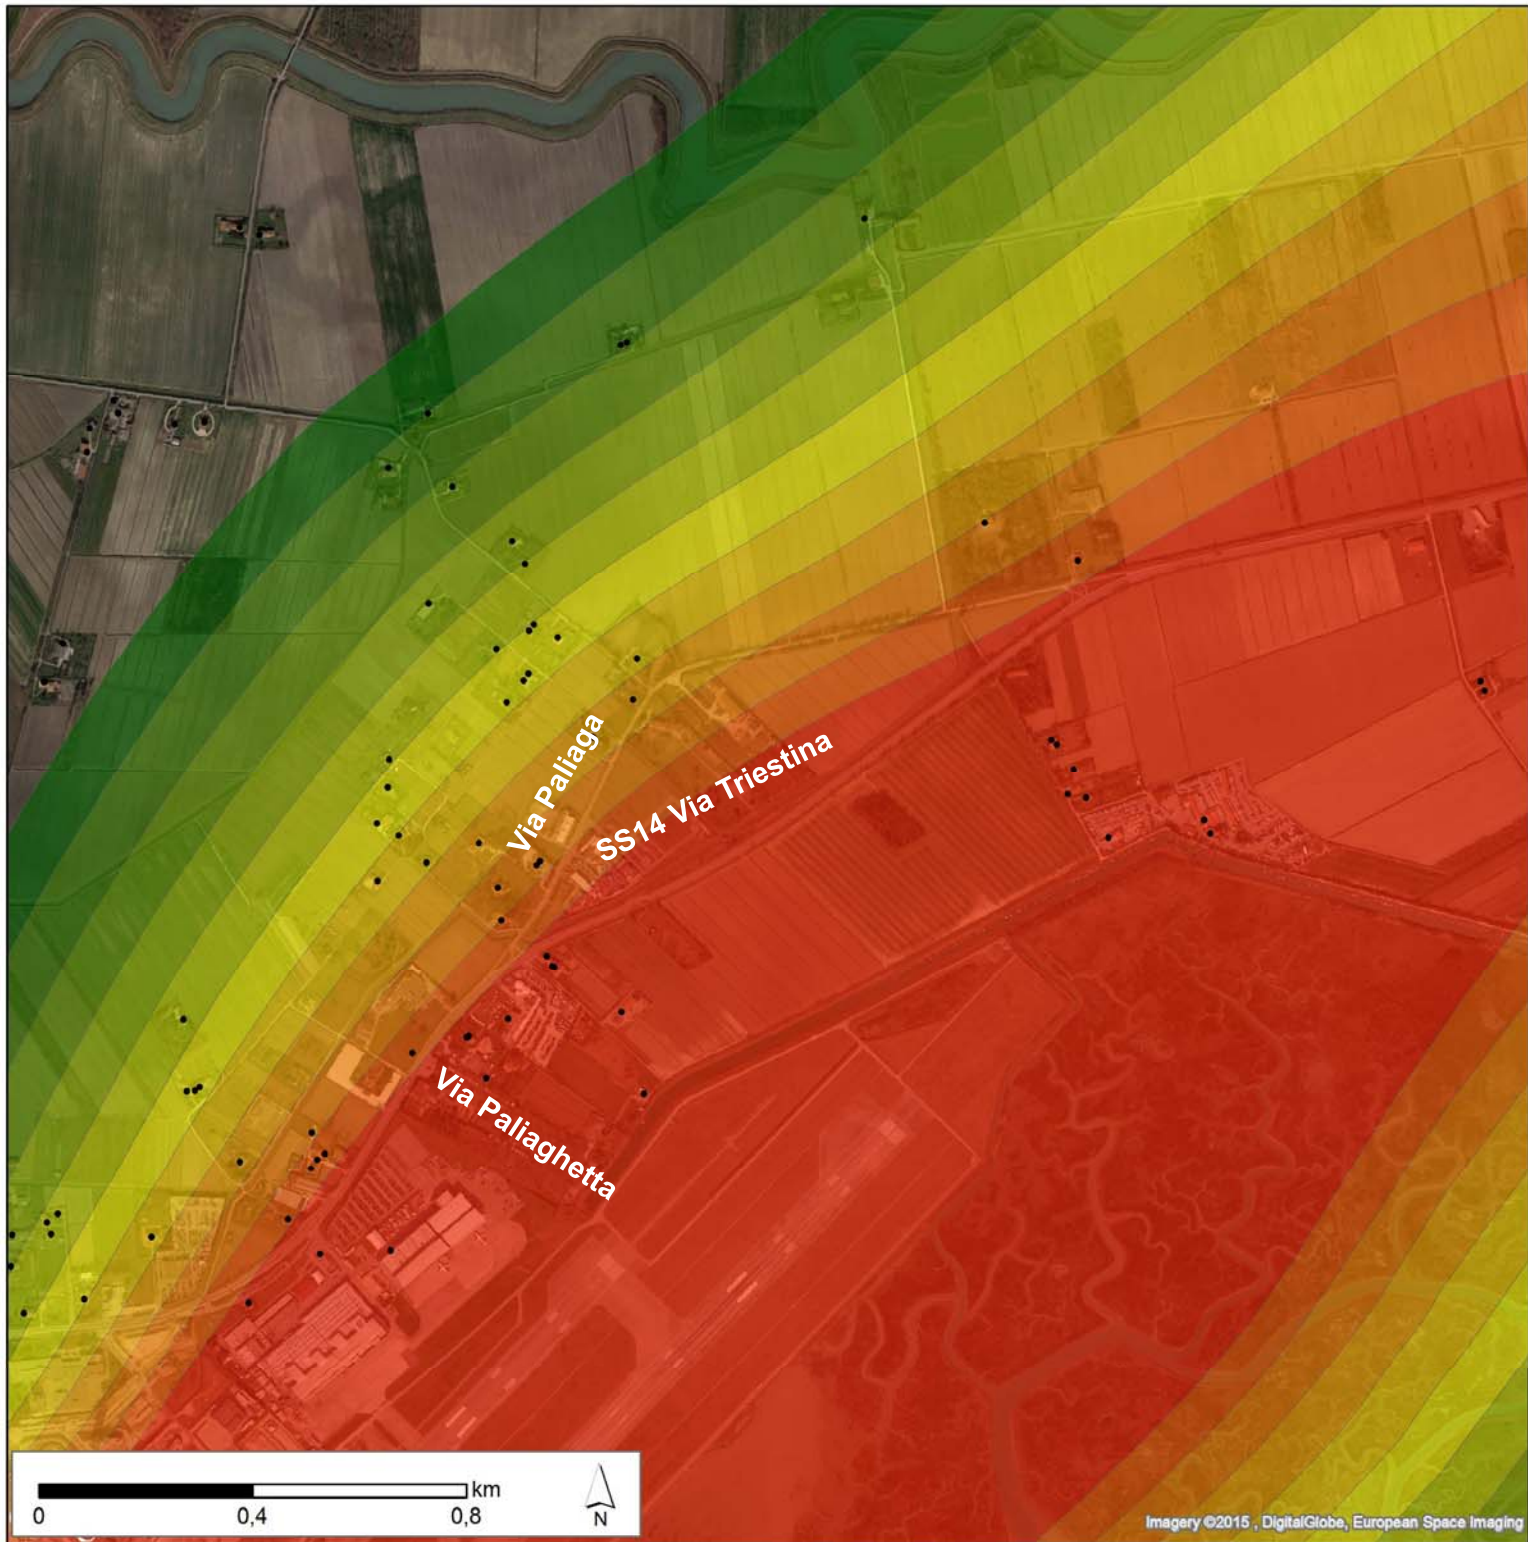 Via Paliaga
SS14 Via Triestina
Via Paliaghetta
km
0
0,4
0,8
N
Imagery ©2015 , DigitalGlobe, European Space Imaging